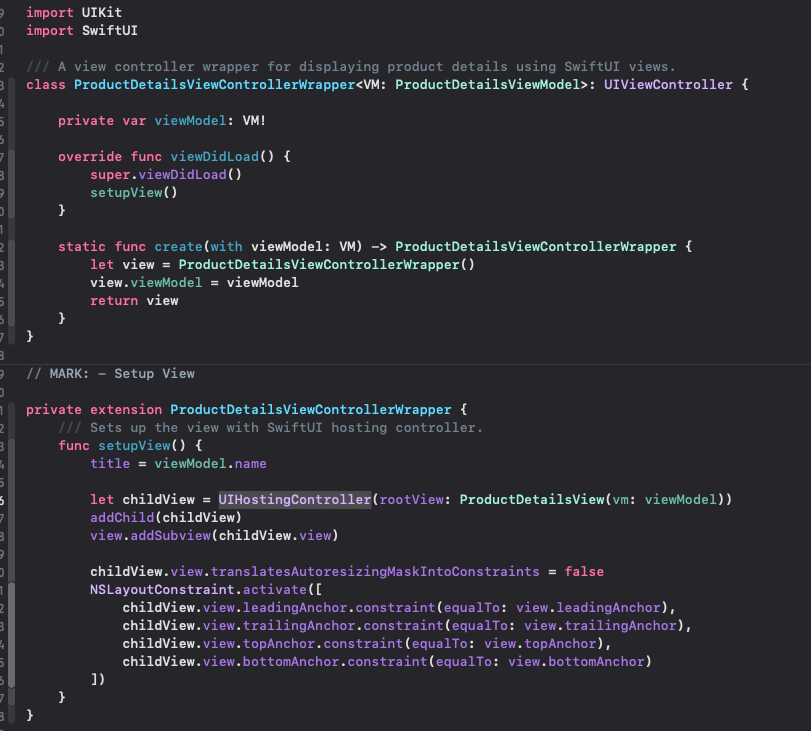 import UIKit
import SwiftUI
/// A view controller wrapper for displaying product details using SwiftUI views.
class ProductDetailsViewControllerWrapper<VM: ProductDetailsViewModel>: UIViewController {
    private var viewModel: VM!
    override func viewDidLoad() {
        super.viewDidLoad()
        setupView()
    }
    static func create(with viewModel: VM) -> ProductDetailsViewControllerWrapper {
        let view = ProductDetailsViewControllerWrapper()
        view.viewModel = viewModel
        return view
    }
}
// MARK: - Setup View
private extension ProductDetailsViewControllerWrapper {
    /// Sets up the view with SwiftUI hosting controller.
    func setupView() {
        title = viewModel.name
        let childView = UIHostingController(rootView: ProductDetailsView(vm: viewModel))
        addChild(childView)
        view.addSubview(childView.view)
        childView.view.translatesAutoresizingMaskIntoConstraints = false
        NSLayoutConstraint.activate([
            childView.view.leadingAnchor.constraint(equalTo: view.leadingAnchor),
            childView.view.trailingAnchor.constraint(equalTo: view.trailingAnchor),
            childView.view.topAnchor.constraint(equalTo: view.topAnchor),
            childView.view.bottomAnchor.constraint(equalTo: view.bottomAnchor)
        ])
    }
}